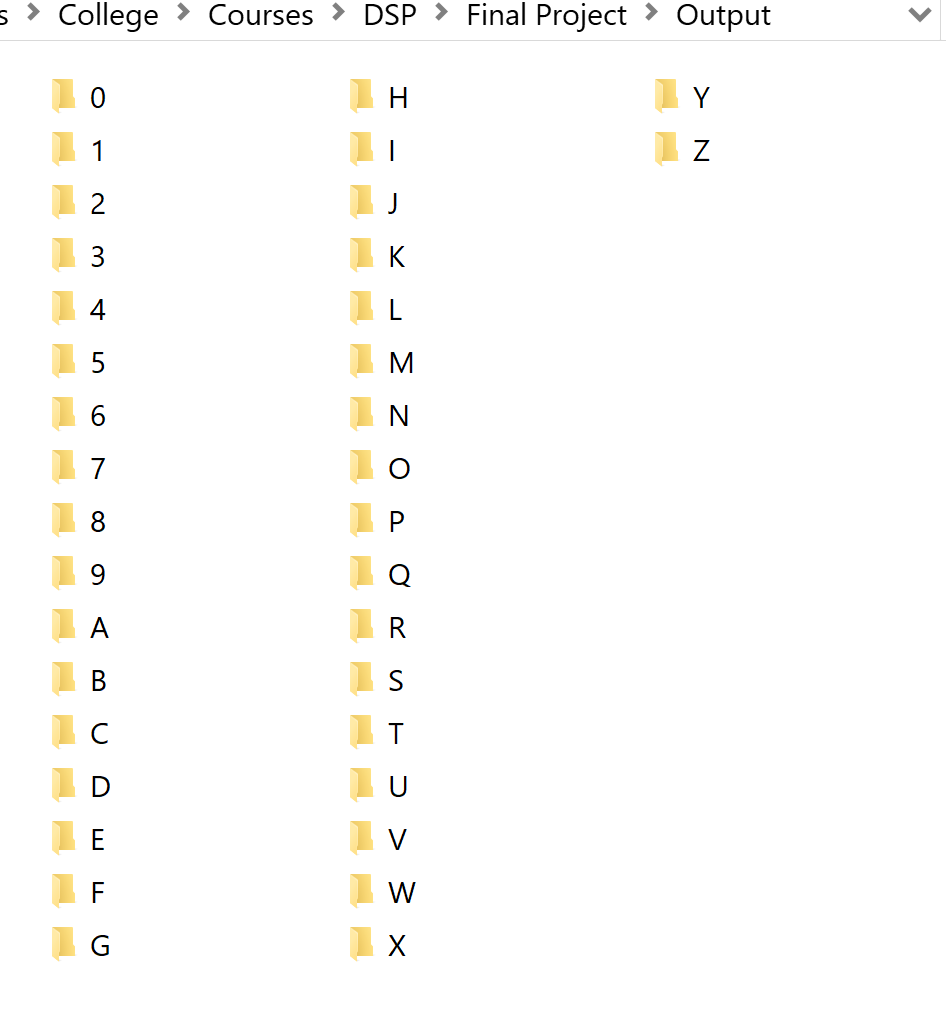 s > College > Courses > DSP > Final Project > Output
0
1
2
3
4
5
6
7
8
9
A
B
C
D
E
F
G
H
I
J
K
L
M
N
O
P
Q
R
S
T
U
V
W
X
Y
Z